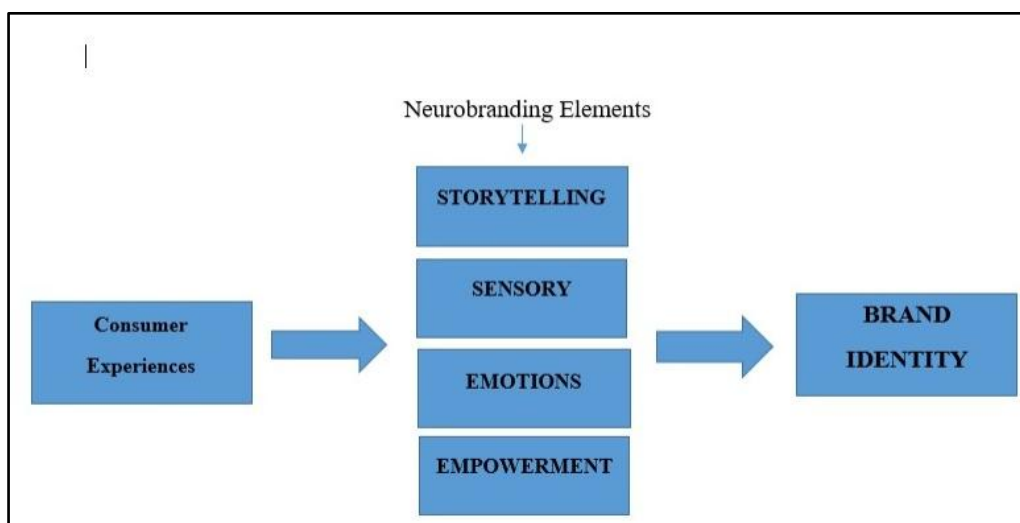 Neurobranding Elements
STORYTELLING
SENSORY
EMOTIONS
EMPOWERMENT
Consumer
Experiences
BRAND
IDENTITY